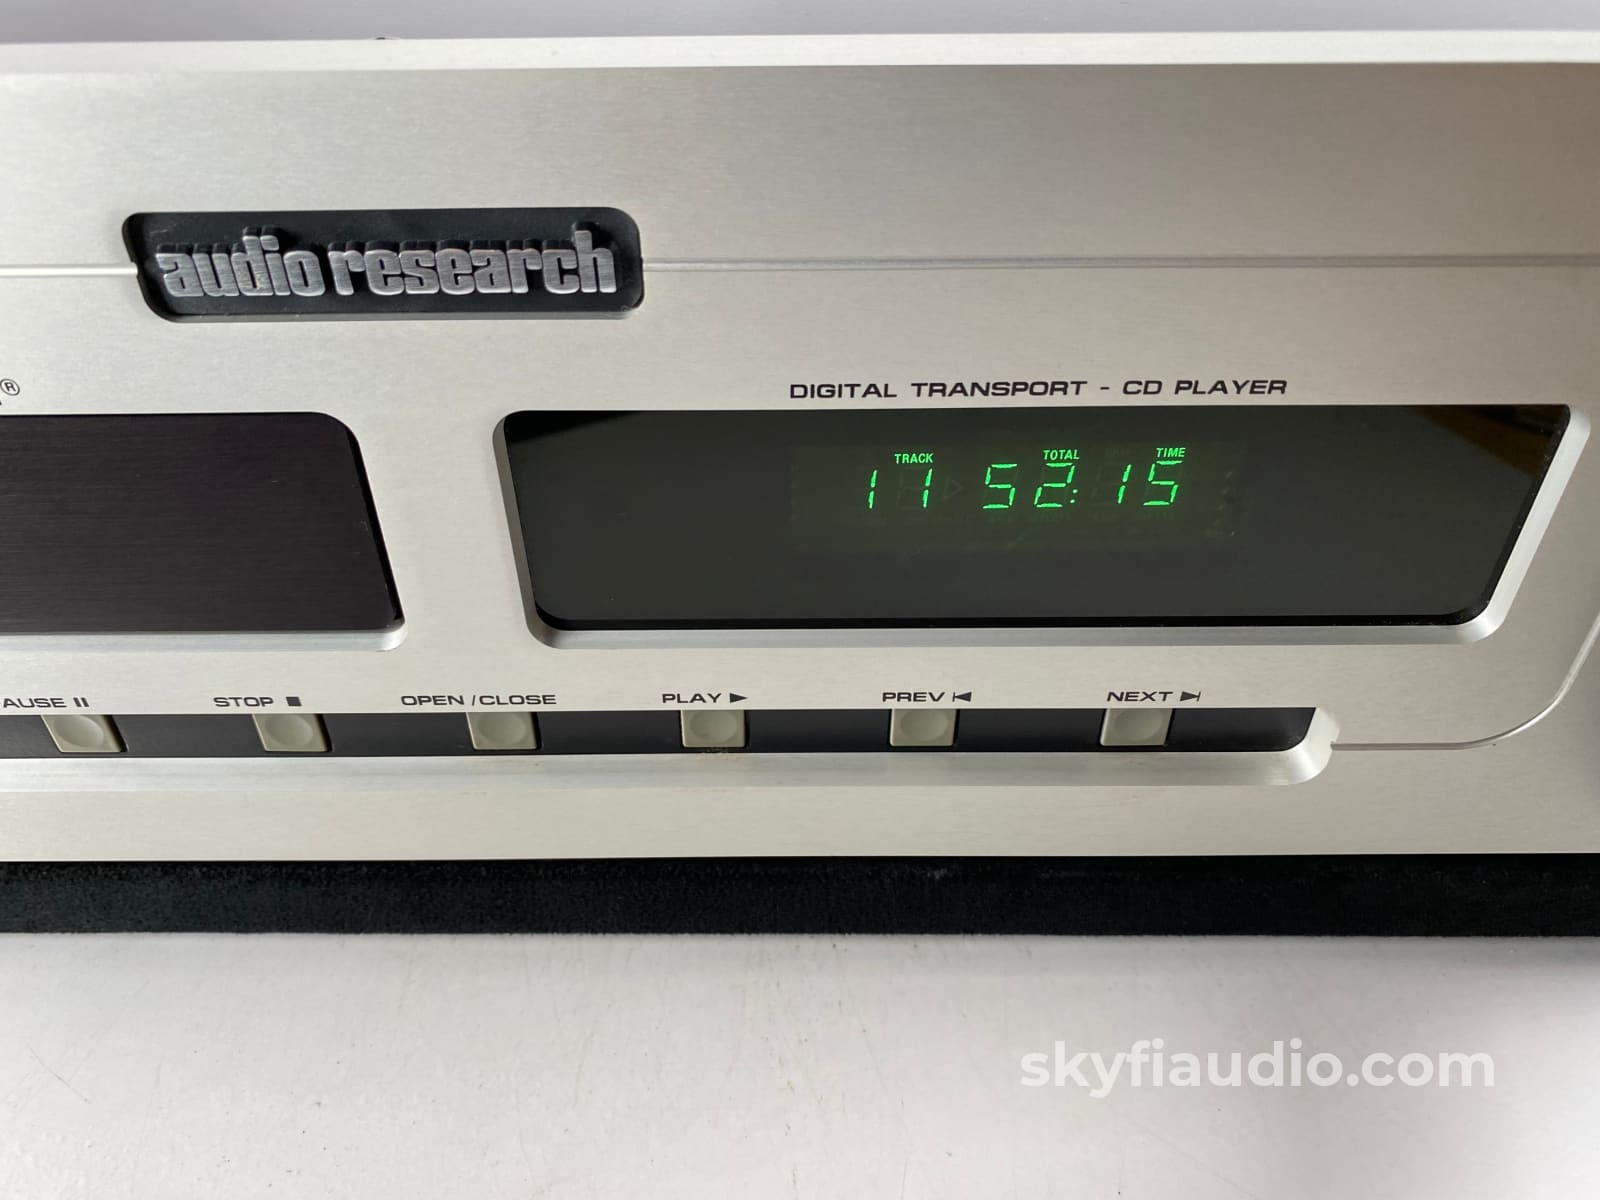 audio research
®
DIGITAL TRANSPORT - CD PLAYER
TRACK TOTAL TIME
11 52:15
AUSE STOP OPEN/CLOSE PLAY PREV NEXT
skyfiaudio.com